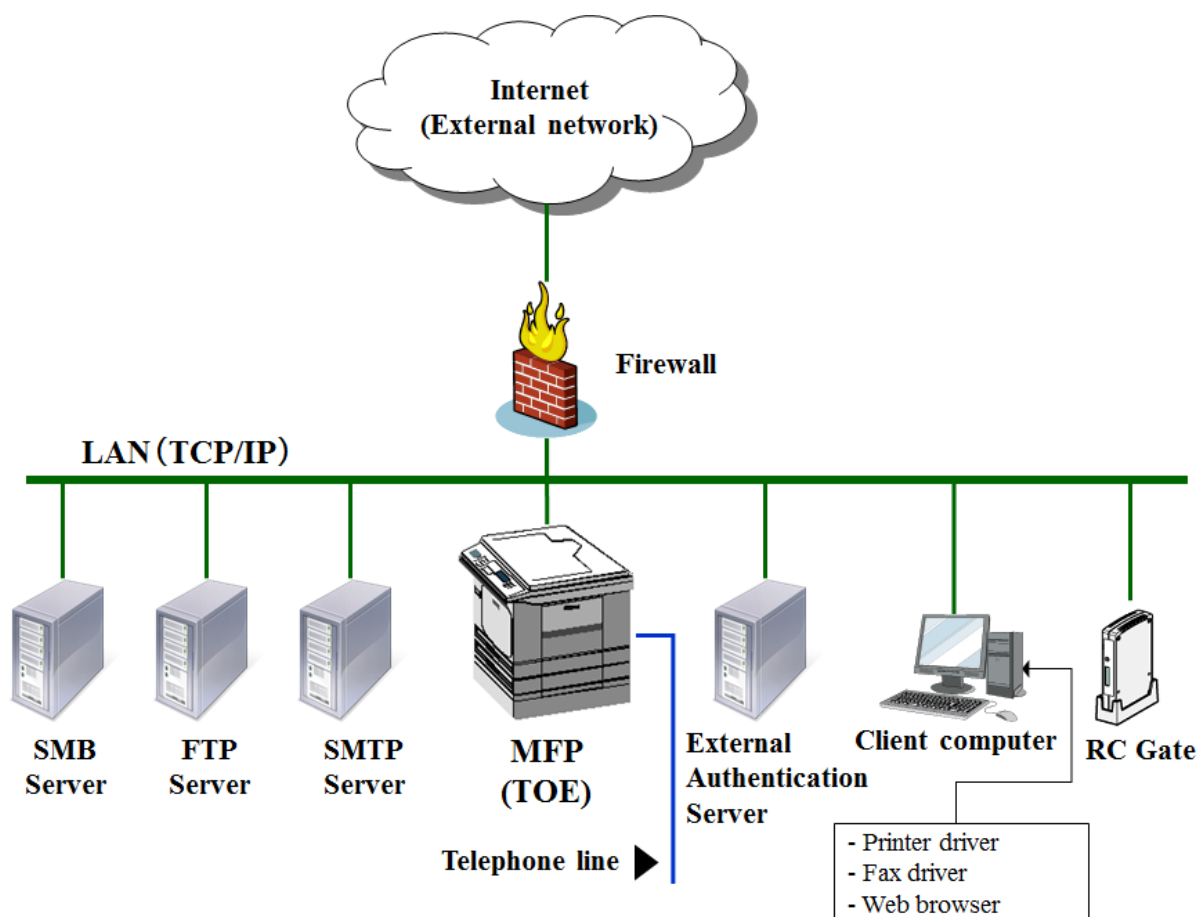 Internet
(External network)
Firewall
LAN（TCP/IP）
SMB
Server
FTP
Server
SMTP
Server
MFP
(TOE)
External
Authentication
Server
Client computer
RC Gate
Telephone line
- Printer driver
- Fax driver
- Web browser